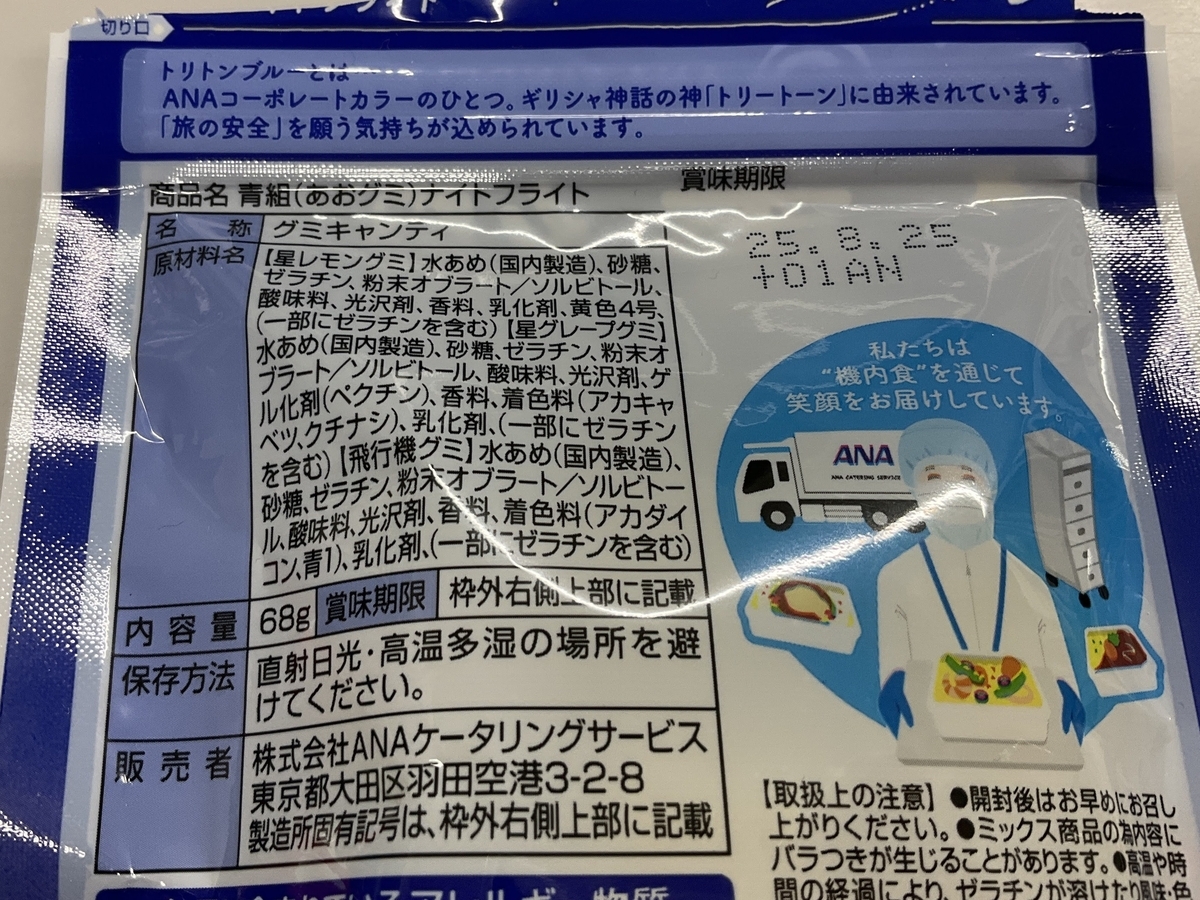 切り口
トリトンブルーとは
ANAコーポレートカラーのひとつ。ギリシャ神話の神「トリートーン」に由来されています。
「旅の安全」を願う気持ちが込められています。
商品名 青組(あおグミ)ナイトフライト
賞味期限
25.8.25
+01AN
名称 グミキャンディ
原材料名 【星レモングミ】水あめ(国内製造)、砂糖、
ゼラチン、粉末オブラート/ソルビトール、
酸味料、光沢剤、香料、乳化剤、黄色4号、
(一部にゼラチンを含む)【星グレープグミ】
水あめ(国内製造)、砂糖、ゼラチン、粉末オ
ブラート/ソルビトール、酸味料、光沢剤、ゲ
ル化剤(ペクチン)、香料、着色料(アカキャ
ベツ、クチナシ)、乳化剤、(一部にゼラチン
を含む)【飛行機グミ】水あめ(国内製造)、
砂糖、ゼラチン、粉末オブラート/ソルビトー
ル、酸味料、光沢剤、香料、着色料(アカダイ
コン、青1)、乳化剤、(一部にゼラチンを含む)
内容量 68g 賞味期限 枠外右側上部に記載
保存方法 直射日光・高温多湿の場所を避
けてください。
販売者 株式会社ANAケータリングサービス
東京都大田区羽田空港3-2-8
製造所固有記号は、枠外右側上部に記載
私たちは
“機内食”を通じて
笑顔をお届けしています。
ANA
ANA CATERING SERVICE
【取扱上の注意】●開封後はお早めにお召し
上がりください。●ミックス商品の為内容に
バラつきが生じることがあります。●高温や時
間の経過により、ゼラチンが溶けたり風味・色
アレルギー物質